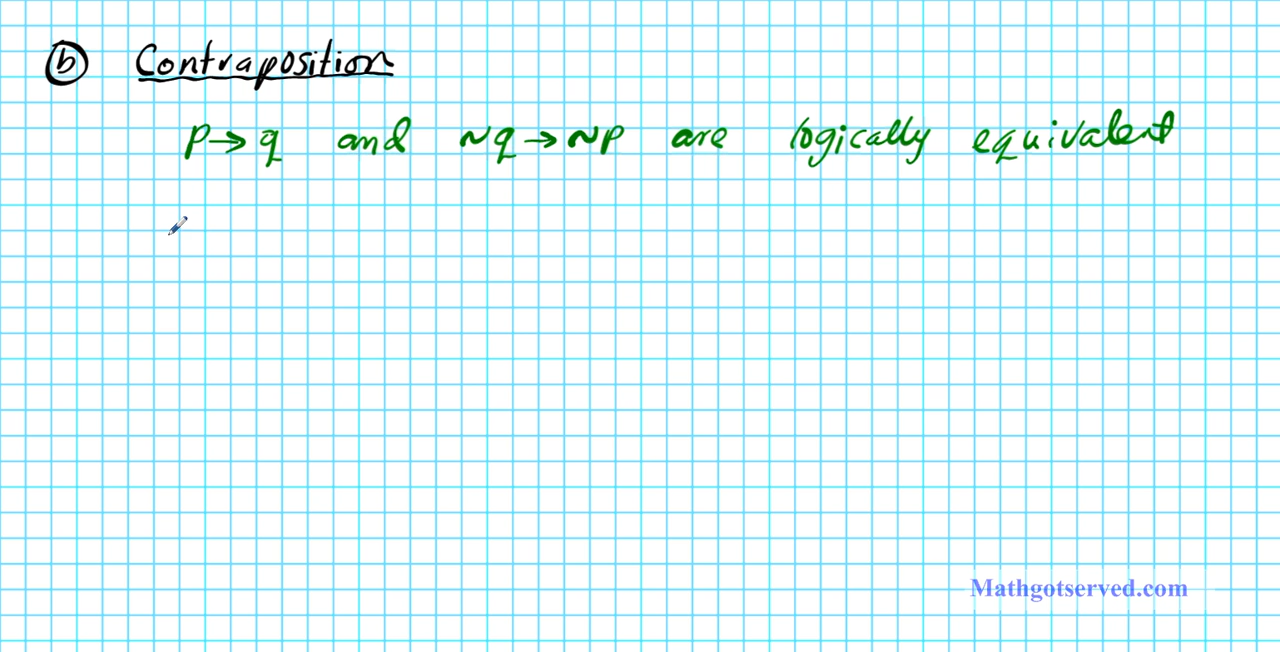 ⓑ Contraposition
p→q and ~q→~p are logically equivalent
Mathgotserved.com